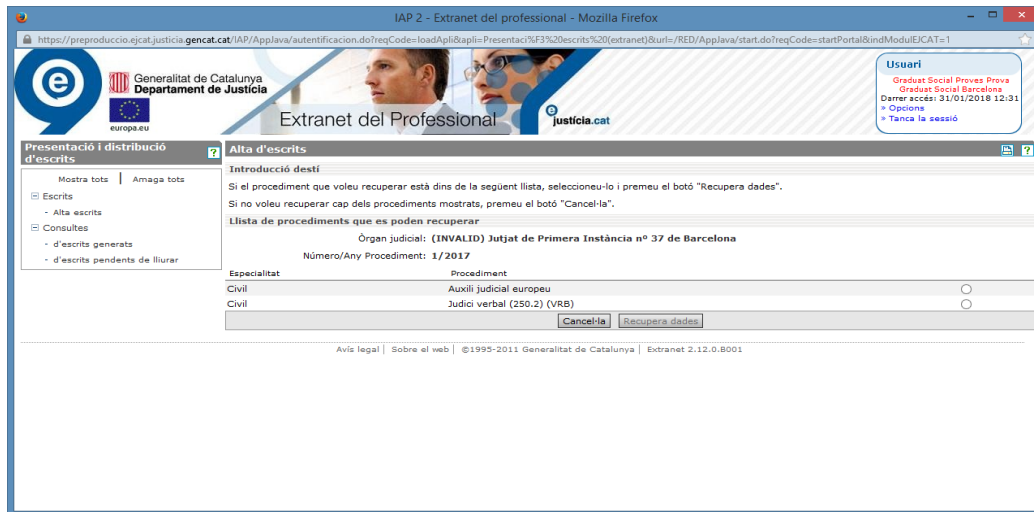 IAP 2 - Extranet del professional - Mozilla Firefox
https://preproduccio.ejcat.justicia.gencat.cat/IAP/AppJava/autentificacion.do?reqCode=loadApli&apli=Presentaci%F3%20escrits%20(extranet)&url=/RED/AppJava/start.do?reqCode=startPortal&indModulEJCAT=1
e
Generalitat de Catalunya
Departament de Justícia
europa.eu
Extranet del Professional
e justícia.cat
Usuari
Graduat Social Proves Prova
Graduat Social Barcelona
Darrer accés: 31/01/2018 12:31
» Opcions
» Tanca la sessió
Presentació i distribució
d'escrits
?
Mostra tots | Amaga tots
Escrits
- Alta escrits
Consultes
- d'escrits generats
- d'escrits pendents de lliurar
Alta d'escrits
?
Introducció destí
Si el procediment que voleu recuperar està dins de la següent llista, seleccioneu-lo i premeu el botó "Recupera dades".
Si no voleu recuperar cap dels procediments mostrats, premeu el botó "Cancel·la".
Llista de procediments que es poden recuperar
Òrgan judicial: (INVALID) Jutjat de Primera Instància nº 37 de Barcelona
Número/Any Procediment: 1/2017
Especialitat Procediment
Civil Auxili judicial europeu
Civil Judici verbal (250.2) (VRB)
Cancel·la Recupera dades
Avís legal | Sobre el web | ©1995-2011 Generalitat de Catalunya | Extranet 2.12.0.B001